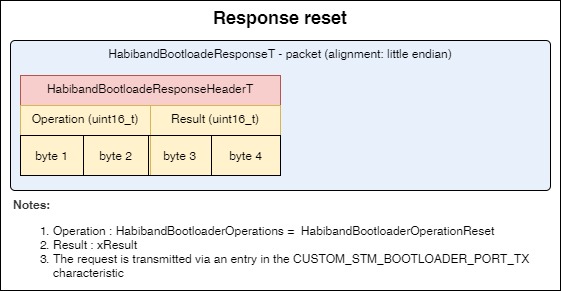 Response reset
HabibandBootloadeResponseT - packet (alignment: little endian)
HabibandBootloadeResponseHeaderT
Operation (uint16_t) Result (uint16_t)
byte 1 byte 2 byte 3 byte 4
Notes:
1. Operation : HabibandBootloaderOperations = HabibandBootloaderOperationReset
2. Result : xResult
3. The request is transmitted via an entry in the CUSTOM_STM_BOOTLOADER_PORT_TX
characteristic